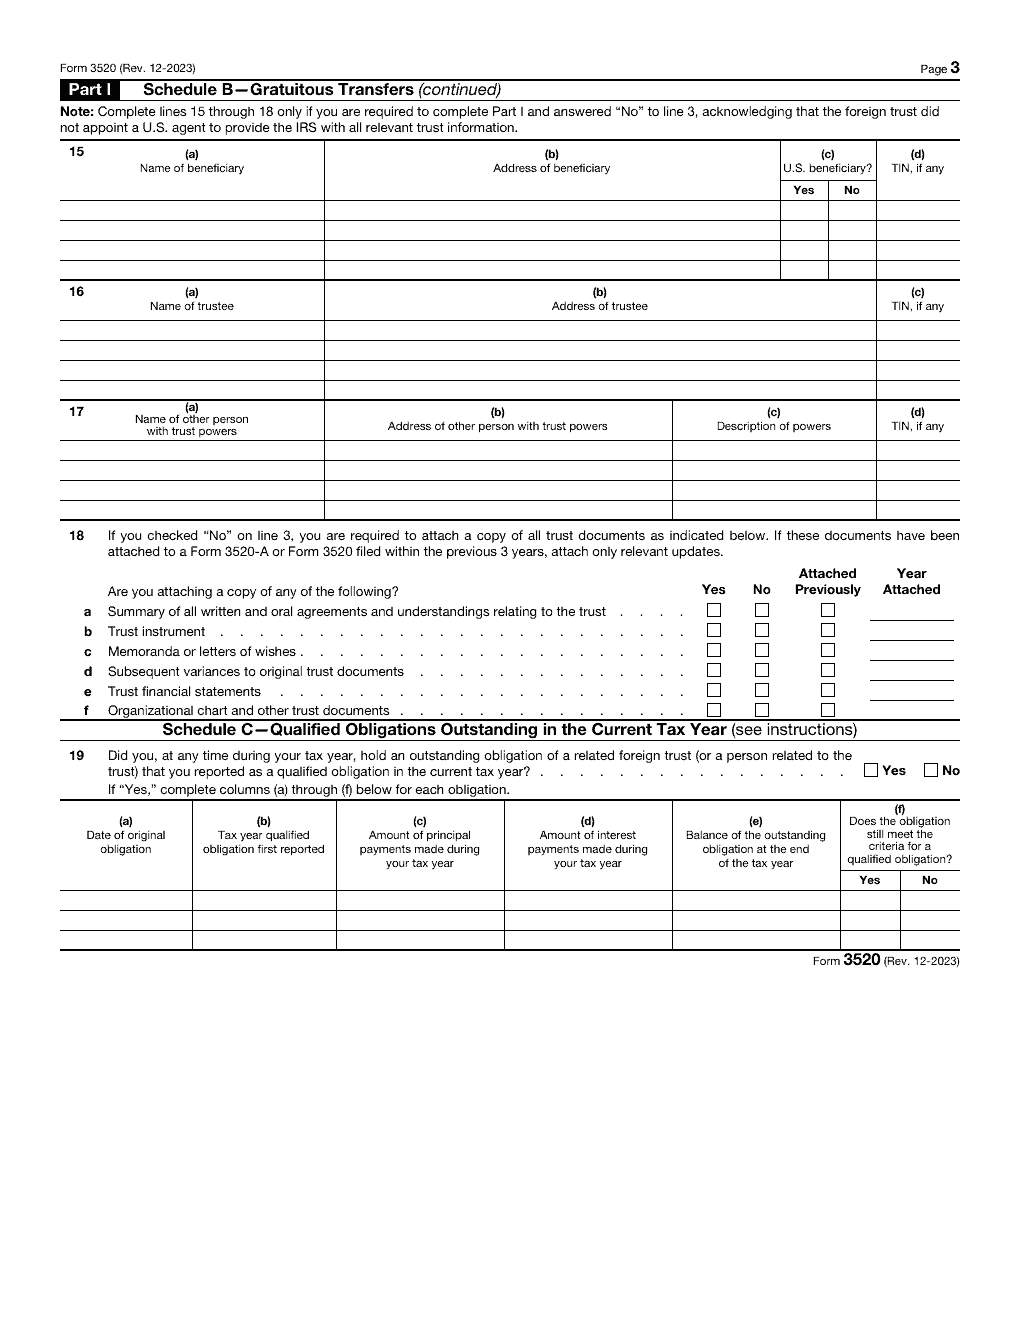 Form 3520 (Rev. 12-2023) Page 3
Part I Schedule B—Gratuitous Transfers (continued)
Note: Complete lines 15 through 18 only if you are required to complete Part I and answered “No” to line 3, acknowledging that the foreign trust did
not appoint a U.S. agent to provide the IRS with all relevant trust information.
15 (a) (b) (c) (d)
Name of beneficiary Address of beneficiary U.S. beneficiary? TIN, if any
Yes No
16 (a) (b) (c)
Name of trustee Address of trustee TIN, if any
17 (a) (b) (c) (d)
Name of other person
with trust powers Address of other person with trust powers Description of powers TIN, if any
18 If you checked “No” on line 3, you are required to attach a copy of all trust documents as indicated below. If these documents have been
attached to a Form 3520-A or Form 3520 filed within the previous 3 years, attach only relevant updates.
Attached Year
Are you attaching a copy of any of the following? Yes No Previously Attached
a Summary of all written and oral agreements and understandings relating to the trust . . . .
b Trust instrument . . . . . . . . . . . . . . . . . . . . . . . .
c Memoranda or letters of wishes . . . . . . . . . . . . . . . . . . . .
d Subsequent variances to original trust documents . . . . . . . . . . . . . .
e Trust financial statements . . . . . . . . . . . . . . . . . . . . .
f Organizational chart and other trust documents . . . . . . . . . . . . . . .
Schedule C—Qualified Obligations Outstanding in the Current Tax Year (see instructions)
19 Did you, at any time during your tax year, hold an outstanding obligation of a related foreign trust (or a person related to the
trust) that you reported as a qualified obligation in the current tax year? . . . . . . . . . . . . . . . . Yes No
If “Yes,” complete columns (a) through (f) below for each obligation.
(a)
Date of original
obligation
(b)
Tax year qualified
obligation first reported
(c)
Amount of principal
payments made during
your tax year
(d)
Amount of interest
payments made during
your tax year
(e)
Balance of the outstanding
obligation at the end
of the tax year
(f)
Does the obligation
still meet the
criteria for a
qualified obligation?
Yes No
Form 3520 (Rev. 12-2023)